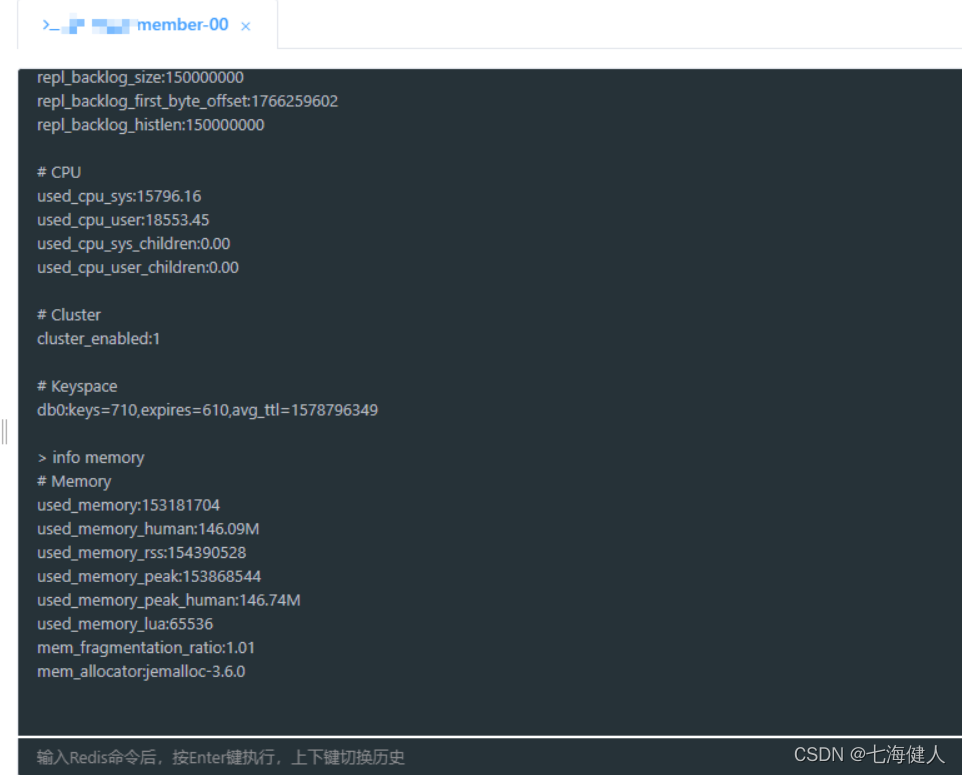 >_ member-00 ×
repl_backlog_size:150000000
repl_backlog_first_byte_offset:1766259602
repl_backlog_histlen:150000000
# CPU
used_cpu_sys:15796.16
used_cpu_user:18553.45
used_cpu_sys_children:0.00
used_cpu_user_children:0.00
# Cluster
cluster_enabled:1
# Keyspace
db0:keys=710,expires=610,avg_ttl=1578796349
> info memory
# Memory
used_memory:153181704
used_memory_human:146.09M
used_memory_rss:154390528
used_memory_peak:153868544
used_memory_peak_human:146.74M
used_memory_lua:65536
mem_fragmentation_ratio:1.01
mem_allocator:jemalloc-3.6.0
输入Redis命令后，按Enter键执行，上下键切换历史
CSDN @七海健人